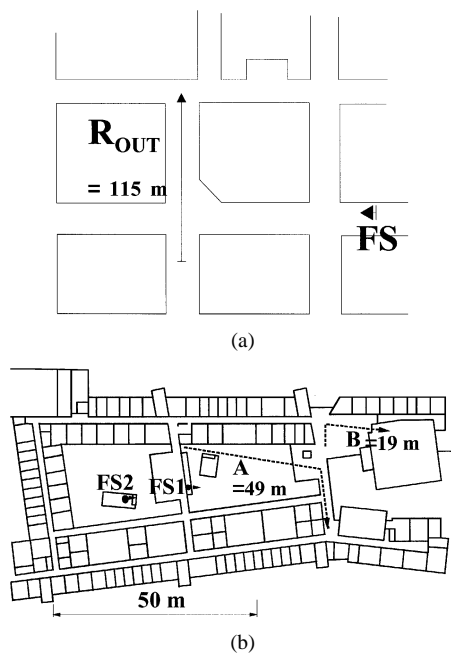 R_OUT
= 115 m
FS
(a)
B =19 m
A
=49 m
FS2
FS1
50 m
(b)